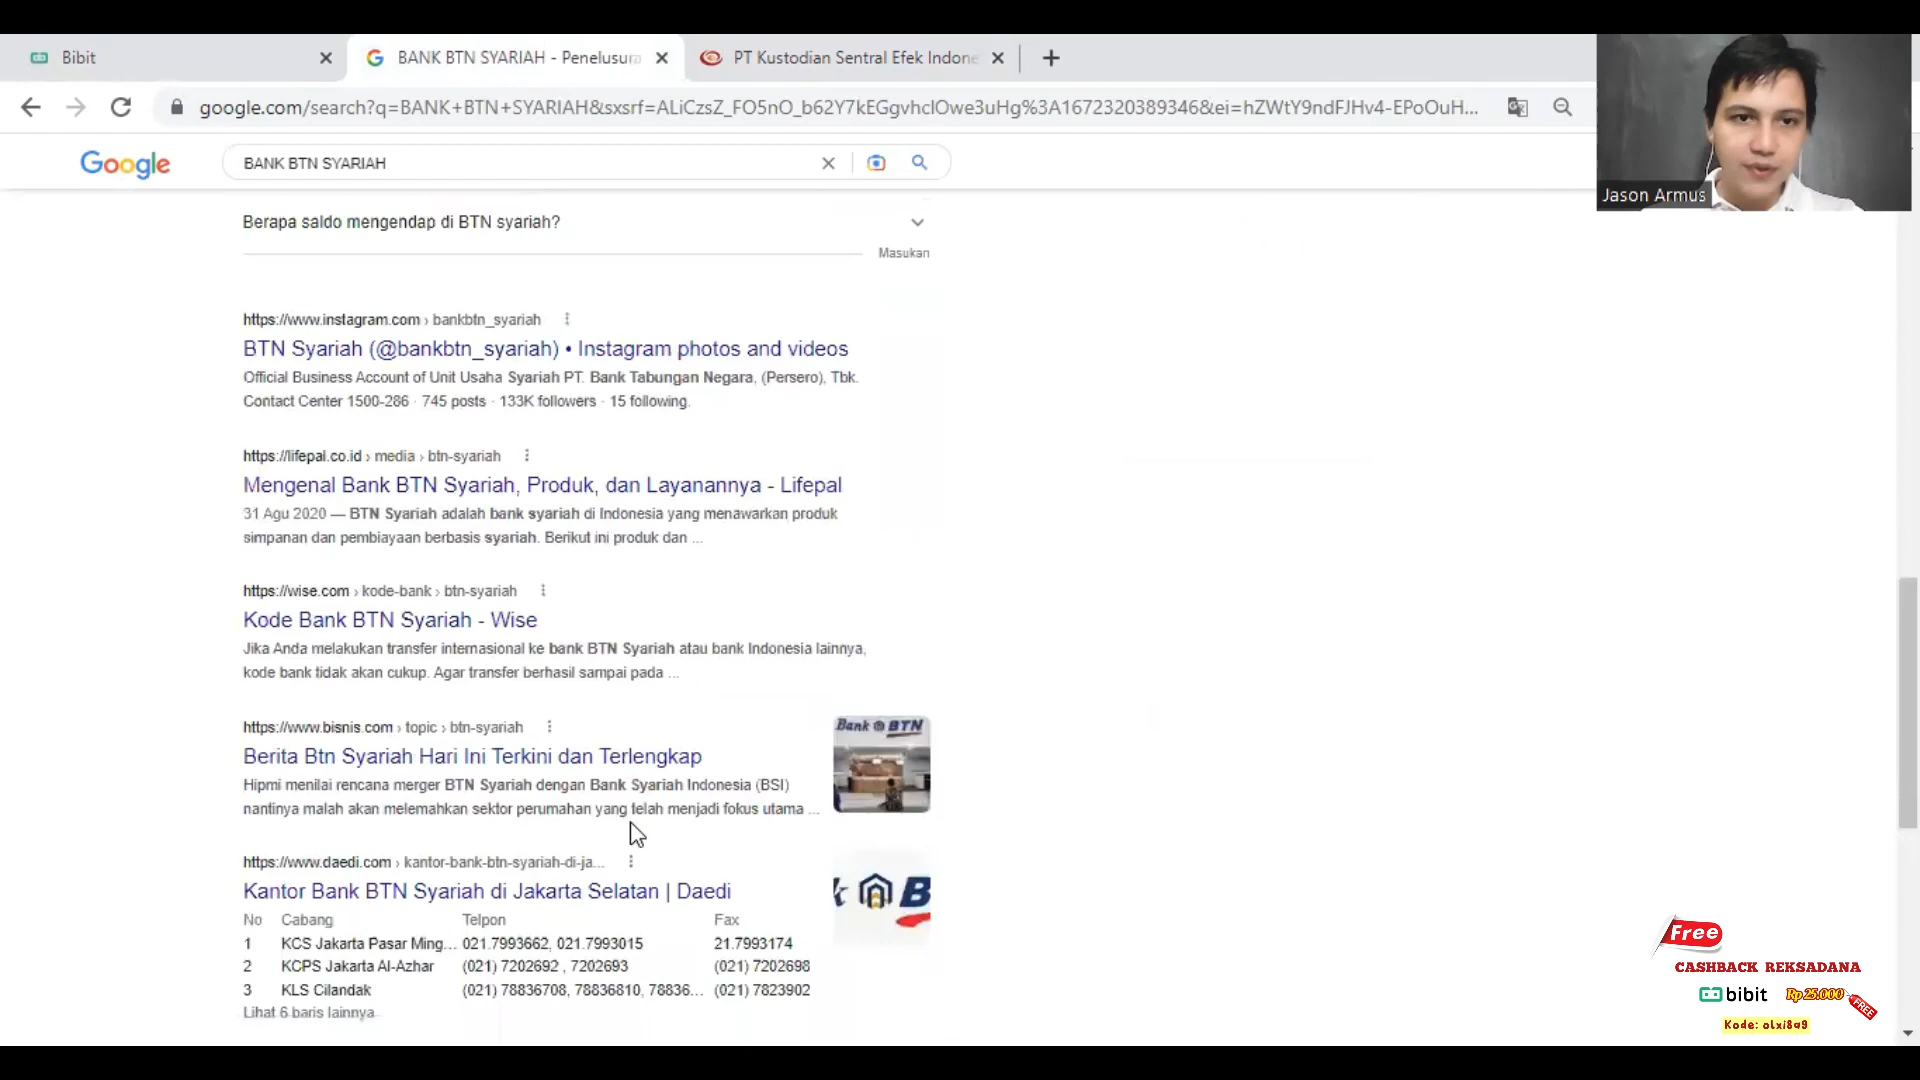 Bibit
BANK BTN SYARIAH - Penelusura
PT Kustodian Sentral Efek Indone
google.com/search?q=BANK+BTN+SYARIAH&sxsrf=ALiCzsZ_FO5nO_b62Y7kEGgvhclOwe3uHg%3A1672320389346&ei=hZWtY9ndFJHv4-EPoOuH...
Jason Armus
Google
BANK BTN SYARIAH
Berapa saldo mengendap di BTN syariah?
Masukan
https://www.instagram.com › bankbtn_syariah
BTN Syariah (@bankbtn_syariah) • Instagram photos and videos
Official Business Account of Unit Usaha Syariah PT. Bank Tabungan Negara, (Persero), Tbk.
Contact Center 1500-286 · 745 posts · 133K followers · 15 following.
https://lifepal.co.id › media › btn-syariah
Mengenal Bank BTN Syariah, Produk, dan Layanannya - Lifepal
31 Agu 2020 — BTN Syariah adalah bank syariah di Indonesia yang menawarkan produk
simpanan dan pembiayaan berbasis syariah. Berikut ini produk dan ...
https://wise.com › kode-bank › btn-syariah
Kode Bank BTN Syariah - Wise
Jika Anda melakukan transfer internasional ke bank BTN Syariah atau bank Indonesia lainnya,
kode bank tidak akan cukup. Agar transfer berhasil sampai pada ...
https://www.bisnis.com › topic › btn-syariah
Berita Btn Syariah Hari Ini Terkini dan Terlengkap
Hipmi menilai rencana merger BTN Syariah dengan Bank Syariah Indonesia (BSI)
nantinya malah akan melemahkan sektor perumahan yang telah menjadi fokus utama ...
Bank BTN
https://www.daedi.com › kantor-bank-btn-syariah-di-ja...
Kantor Bank BTN Syariah di Jakarta Selatan | Daedi
No Cabang Telpon Fax
1 KCS Jakarta Pasar Ming... 021.7993662, 021.7993015 21.7993174
2 KCPS Jakarta Al-Azhar (021) 7202692 , 7202693 (021) 7202698
3 KLS Cilandak (021) 78836708, 78836810, 78836... (021) 7823902
Lihat 6 baris lainnya
k B
Free
CASHBACK REKSADANA
bibit Rp 25.000 FREE
Kode: olxi8a9